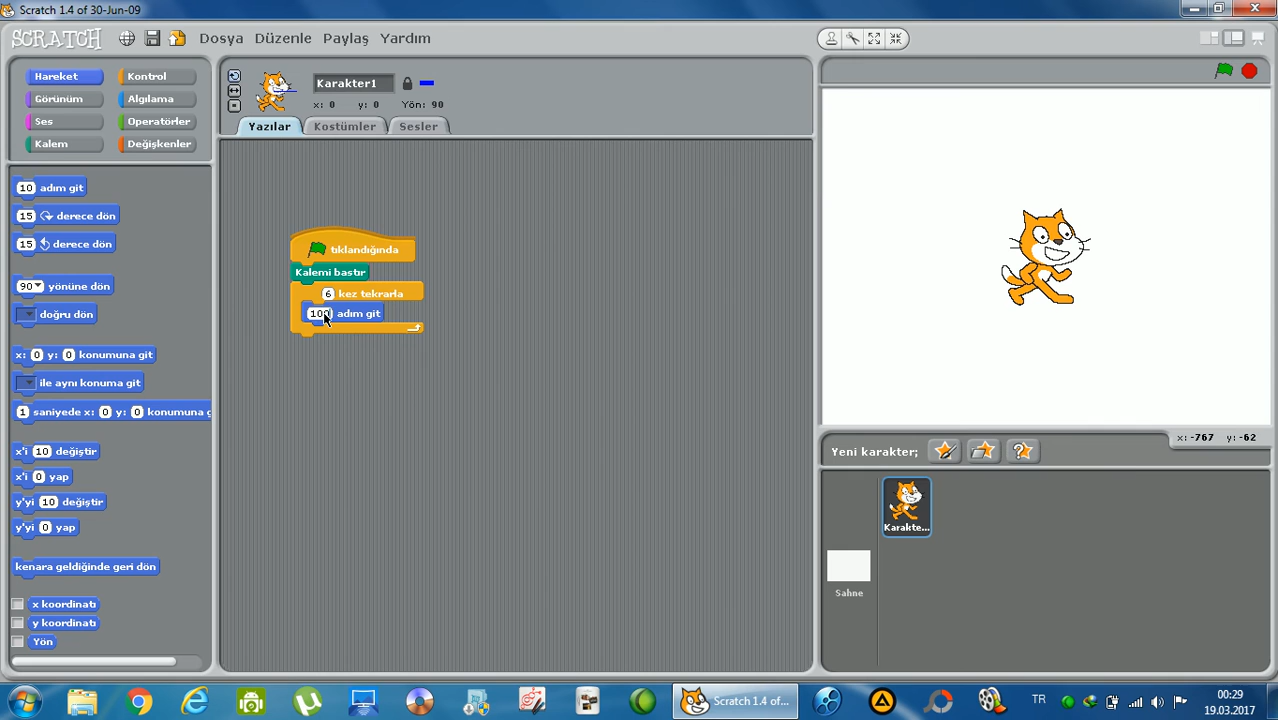 Scratch 1.4 of 30-Jun-09
SCRATCH Dosya Düzenle Paylaş Yardım
Hareket Kontrol
Görünüm Algılama
Ses Operatörler
Kalem Değişkenler
10 adım git
15 derece dön
15 derece dön
90 yönüne dön
doğru dön
x: 0 y: 0 konumuna git
ile aynı konuma git
1 saniyede x: 0 y: 0 konumuna g
x'i 10 değiştir
x'i 0 yap
y'yi 10 değiştir
y'yi 0 yap
kenara geldiğinde geri dön
x koordinatı
y koordinatı
Yön
Karakter1
x: 0 y: 0 Yön: 90
Yazılar Kostümler Sesler
tıklandığında
Kalemi bastır
6 kez tekrarla
100 adım git
x: -767 y: -62
Yeni karakter;
Karakte...
Sahne
Scratch 1.4 of...
TR
00:29
19.03.2017